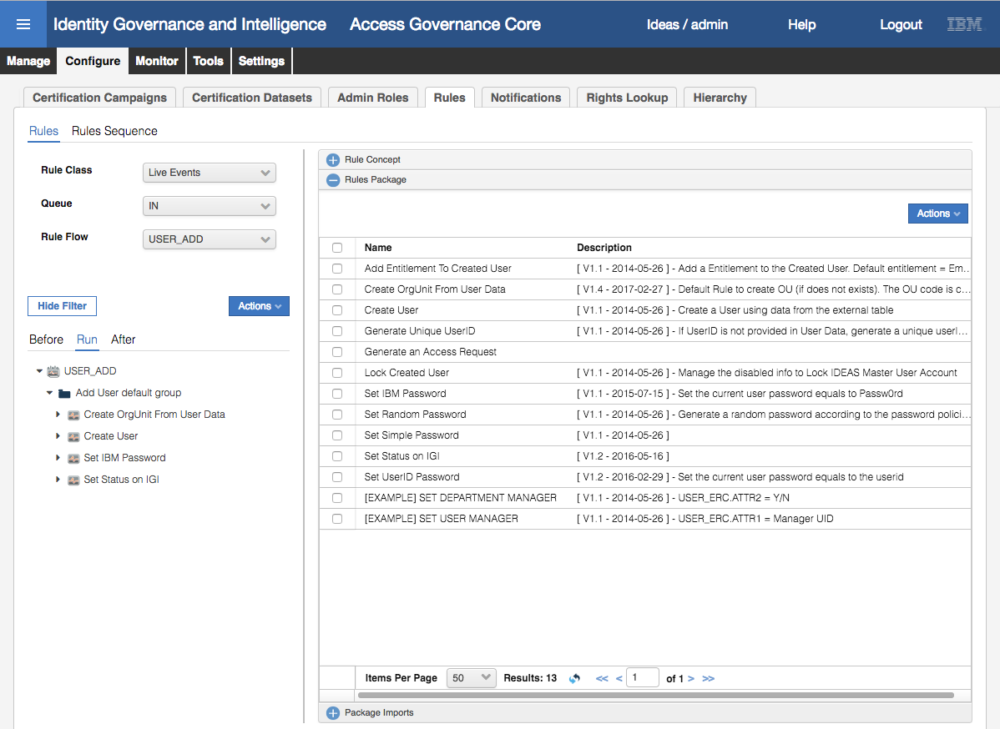 Identity Governance and Intelligence Access Governance Core Ideas / admin Help Logout IBM
Manage Configure Monitor Tools Settings
Certification Campaigns Certification Datasets Admin Roles Rules Notifications Rights Lookup Hierarchy
Rules Rules Sequence
Rule Class Live Events
Queue IN
Rule Flow USER_ADD
Hide Filter Actions
Before Run After
USER_ADD
Add User default group
Create OrgUnit From User Data
Create User
Set IBM Password
Set Status on IGI
Rule Concept
Rules Package
Actions
Name Description
Add Entitlement To Created User [ V1.1 - 2014-05-26 ] - Add a Entitlement to the Created User. Default entitlement = Em...
Create OrgUnit From User Data [ V1.4 - 2017-02-27 ] - Default Rule to create OU (if does not exists). The OU code is c...
Create User [ V1.1 - 2014-05-26 ] - Create a User using data from the external table
Generate Unique UserID [ V1.1 - 2014-05-26 ] - If UserID is not provided in User Data, generate a unique userI...
Generate an Access Request
Lock Created User [ V1.1 - 2014-05-26 ] - Manage the disabled info to Lock IDEAS Master User Account
Set IBM Password [ V1.1 - 2015-07-15 ] - Set the current user password equals to Passw0rd
Set Random Password [ V1.1 - 2014-05-26 ] - Generate a random password according to the password polici...
Set Simple Password [ V1.1 - 2014-05-26 ]
Set Status on IGI [ V1.2 - 2016-05-16 ]
Set UserID Password [ V1.2 - 2016-02-29 ] - Set the current user password equals to the userid
[EXAMPLE] SET DEPARTMENT MANAGER [ V1.1 - 2014-05-26 ] - USER_ERC.ATTR2 = Y/N
[EXAMPLE] SET USER MANAGER [ V1.1 - 2014-05-26 ] - USER_ERC.ATTR1 = Manager UID
Items Per Page 50 Results: 13 << < 1 of 1 > >>
Package Imports